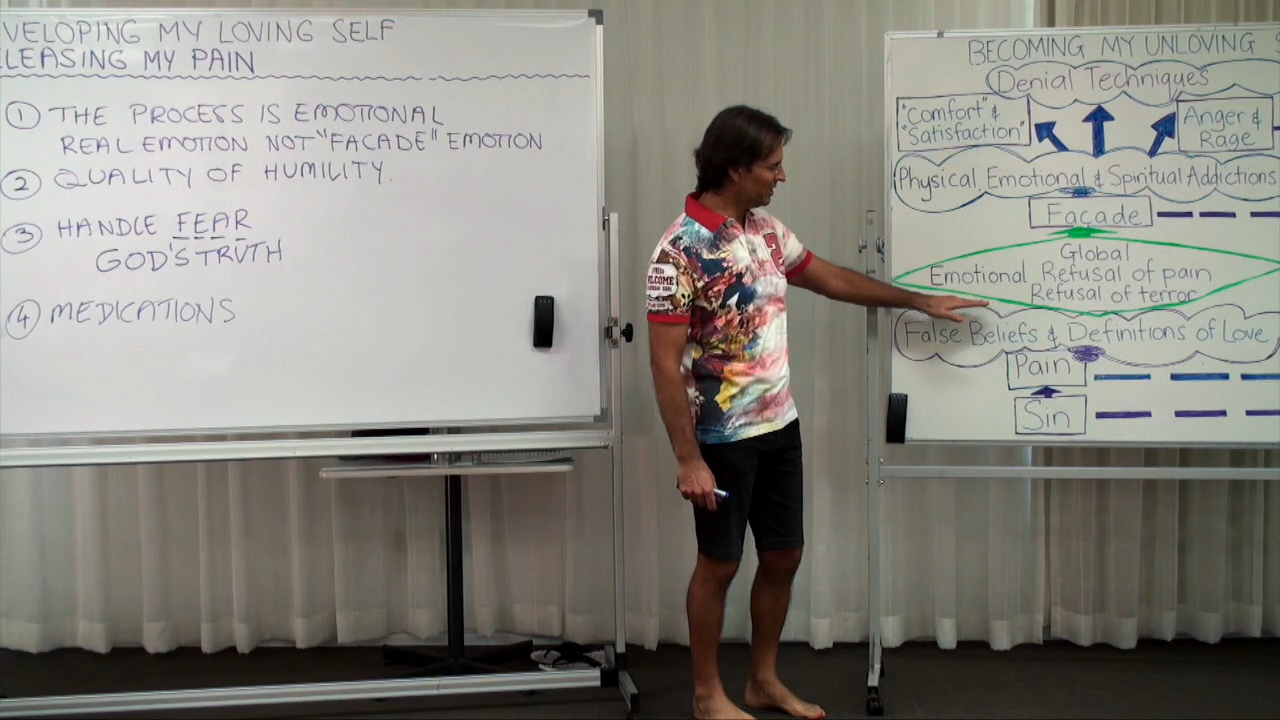 VELOPING MY LOVING SELF
LEASING MY PAIN
① THE PROCESS IS EMOTIONAL
REAL EMOTION NOT "FACADE" EMOTION
② QUALITY OF HUMILITY.
③ HANDLE FEAR
GOD'S TRUTH
④ MEDICATIONS
BECOMING MY UNLOVING
Denial Techniques
"Comfort" &
"Satisfaction"
Anger &
Rage
Physical, Emotional & Spiritual Addictions
Façade
Global
Emotional Refusal of pain
Refusal of terror
False Beliefs & Definitions of Love
Pain
Sin
2
WELCOME